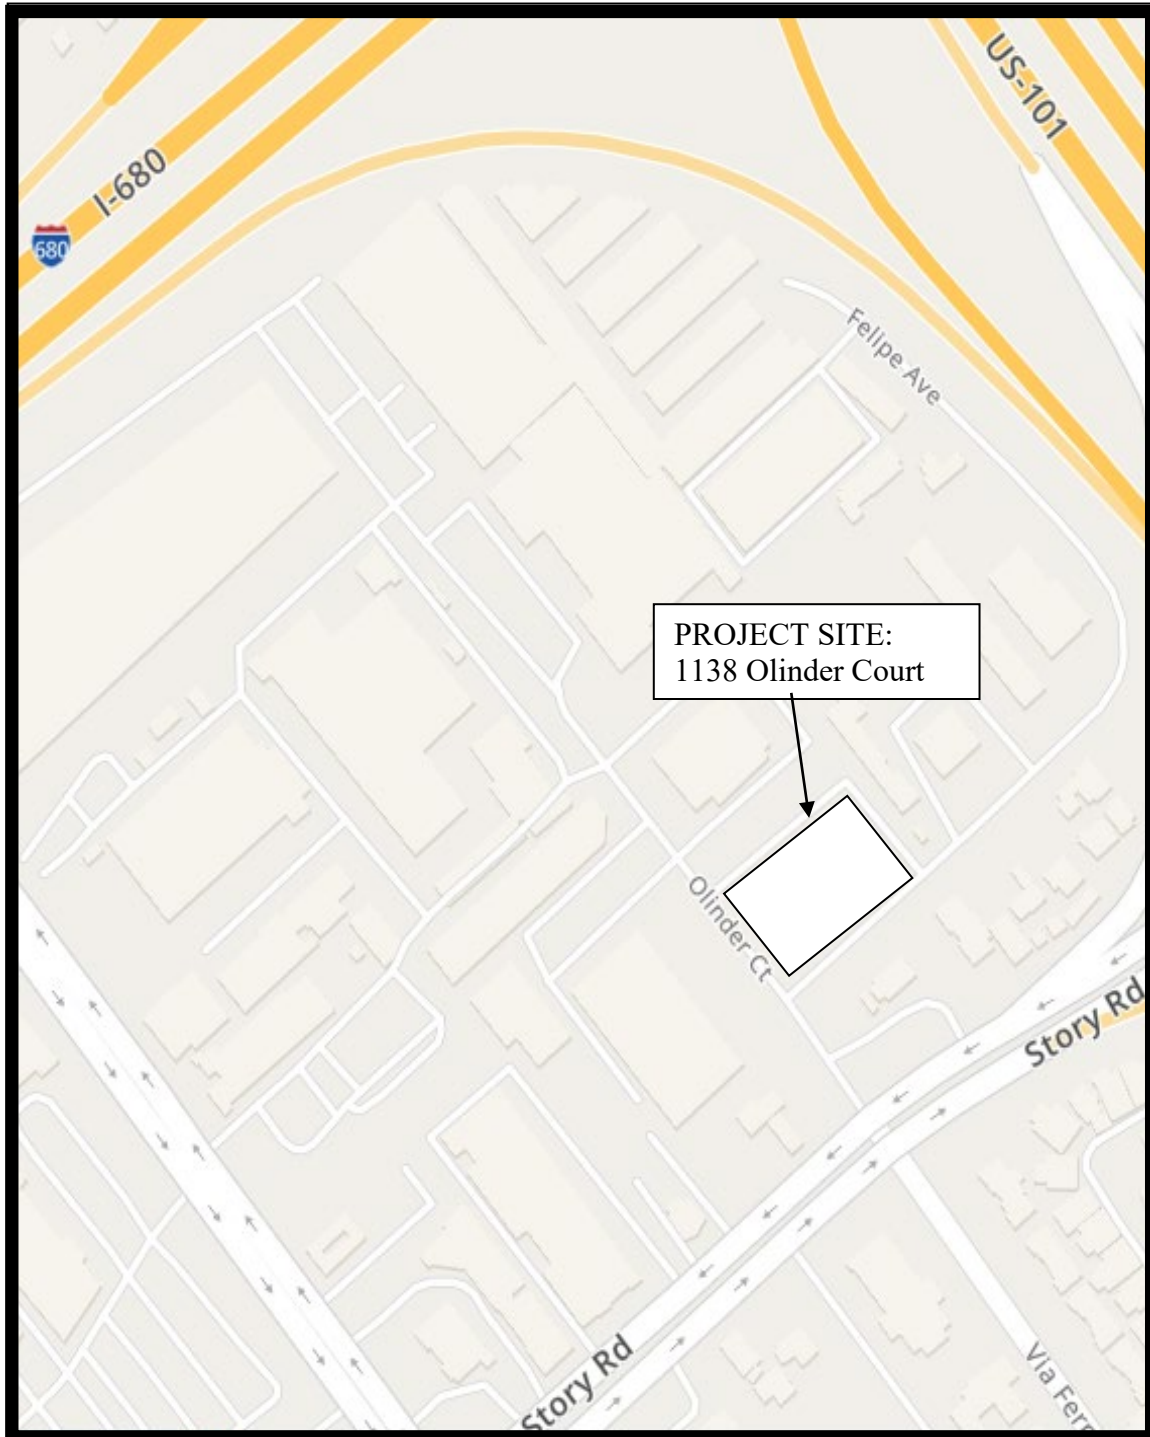 US-101
I-680
680
Felipe Ave
PROJECT SITE:
1138 Olinder Court
Olinder Ct
Story Rd
Story Rd